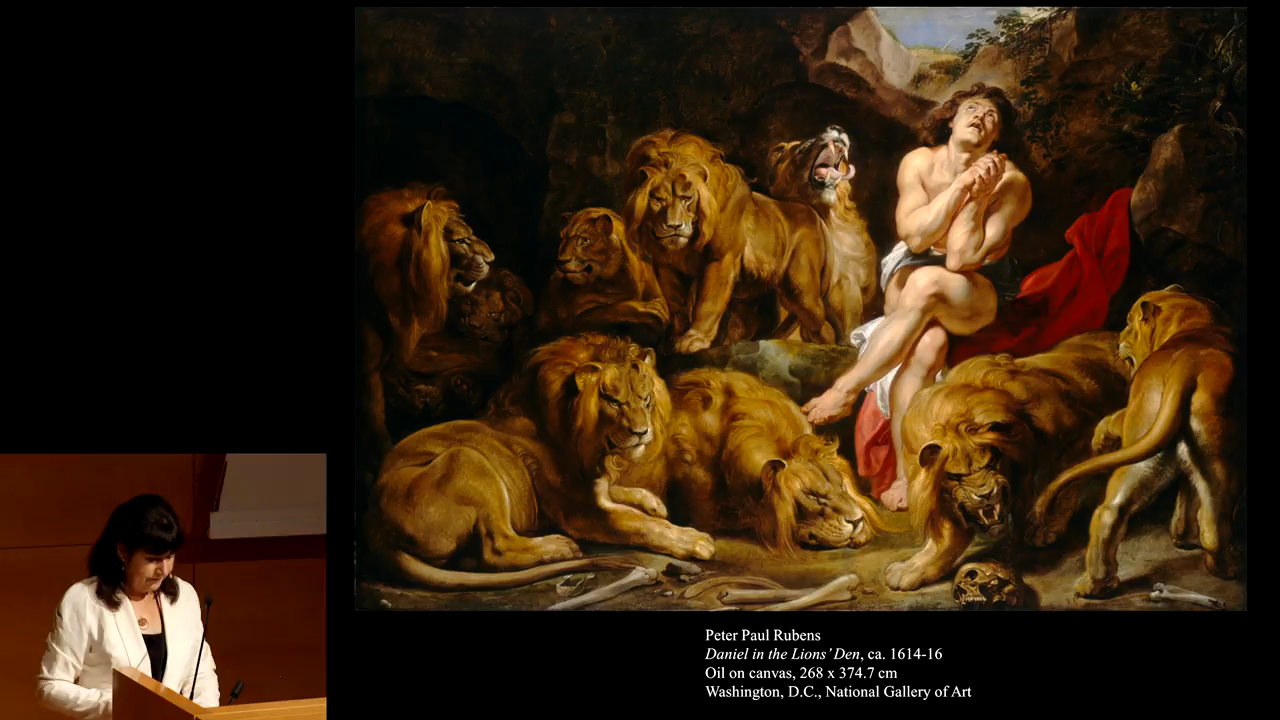 Peter Paul Rubens
Daniel in the Lions' Den, ca. 1614-16
Oil on canvas, 268 x 374.7 cm
Washington, D.C., National Gallery of Art